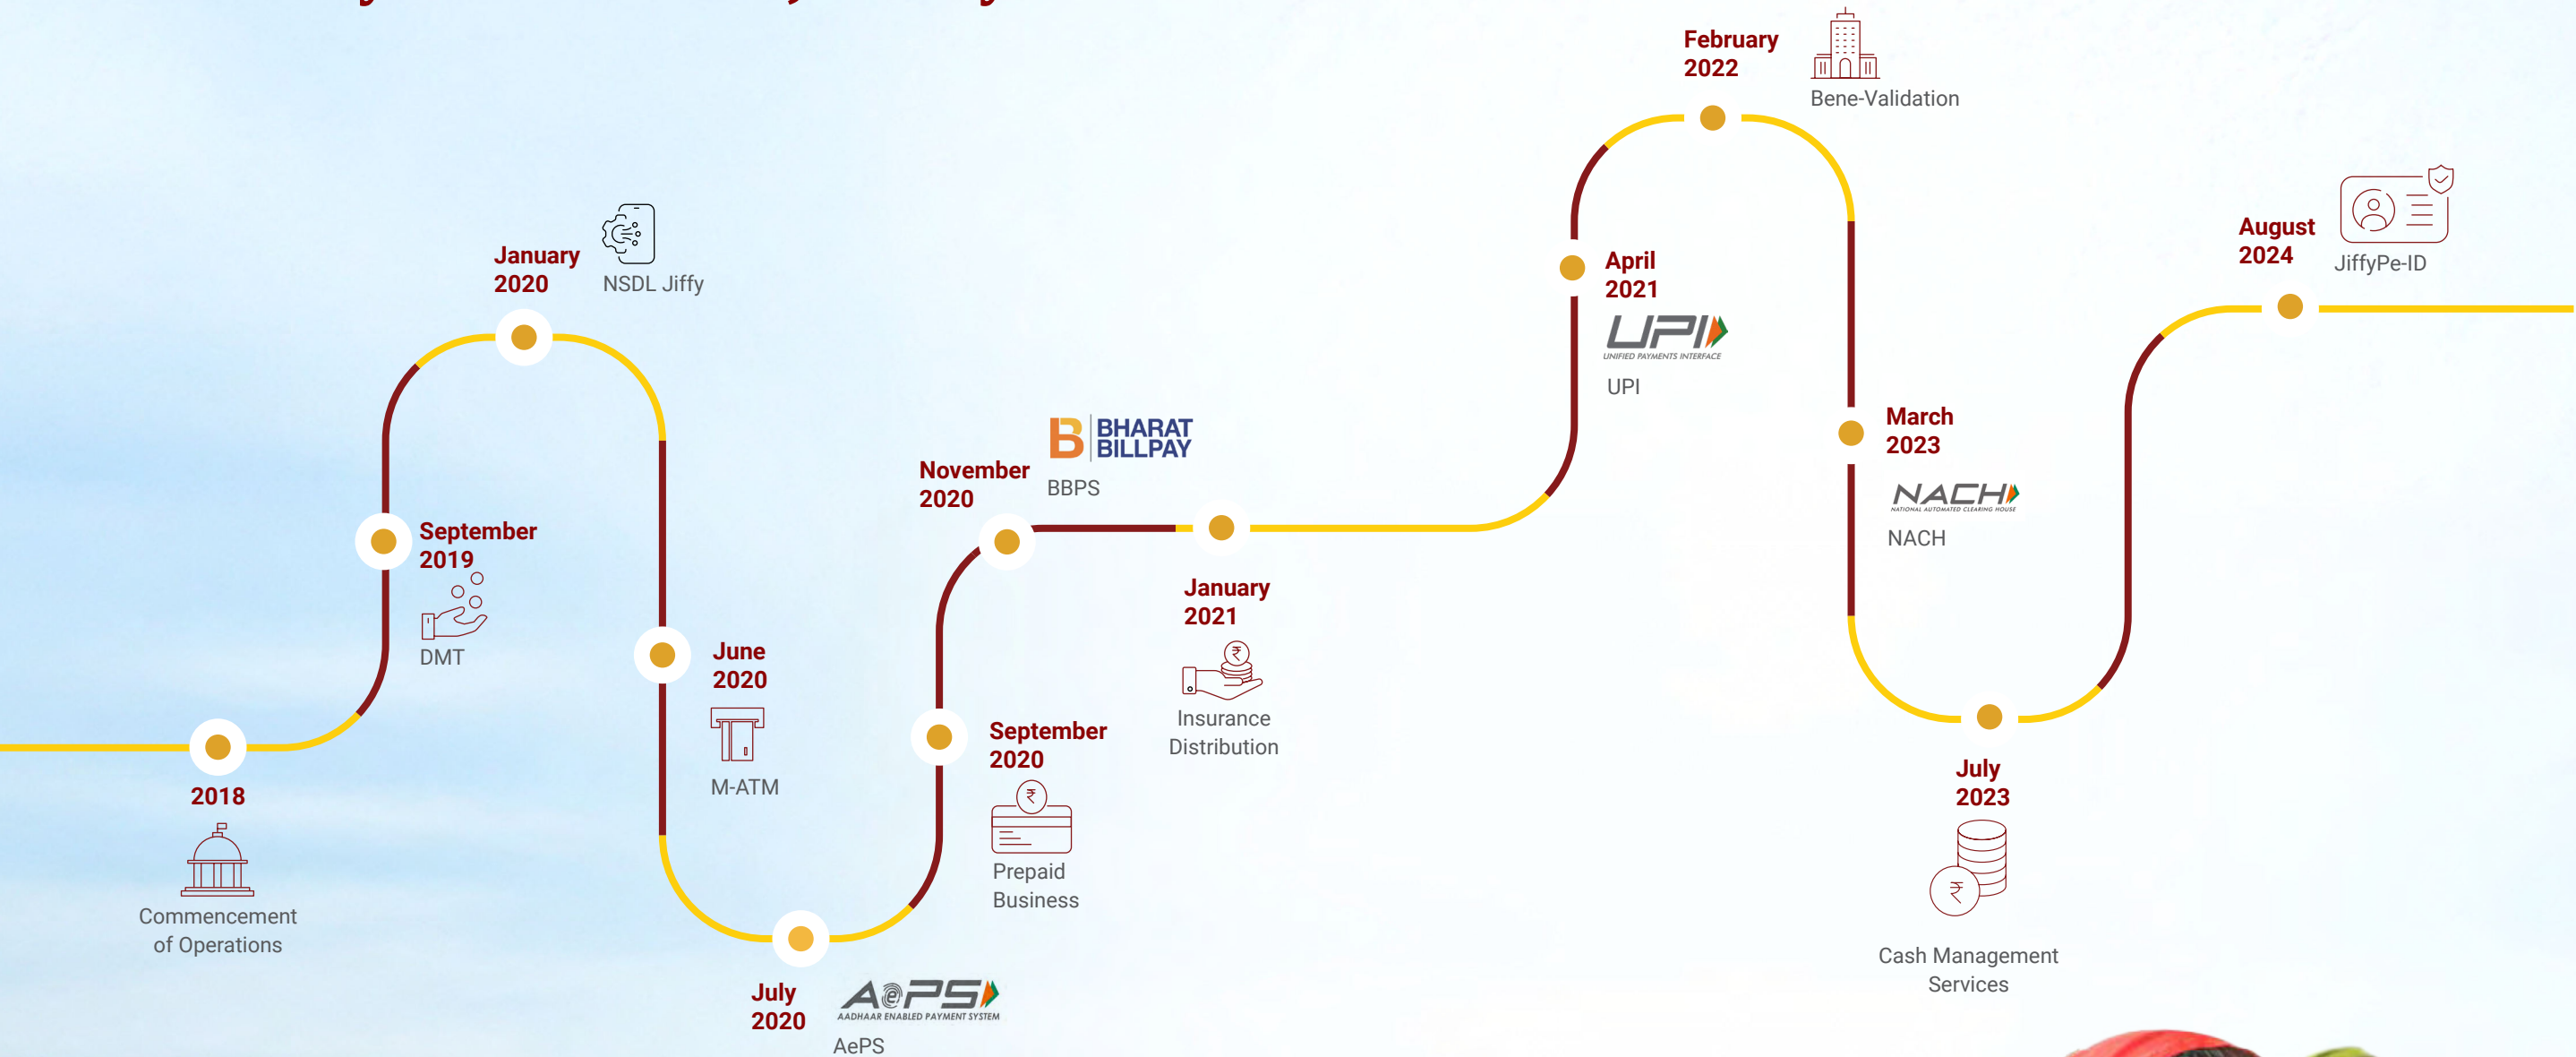 2018
Commencement
of Operations
September
2019
DMT
January
2020
NSDL Jiffy
June
2020
M-ATM
July
2020
AePS
AADHAAR ENABLED PAYMENT SYSTEM
AePS
September
2020
₹
Prepaid
Business
November
2020
B BHARAT
BILLPAY
BBPS
January
2021
₹
Insurance
Distribution
April
2021
UPI
UNIFIED PAYMENTS INTERFACE
UPI
February
2022
Bene-Validation
March
2023
NACH
NATIONAL AUTOMATED CLEARING HOUSE
NACH
July
2023
₹
Cash Management
Services
August
2024
JiffyPe-ID